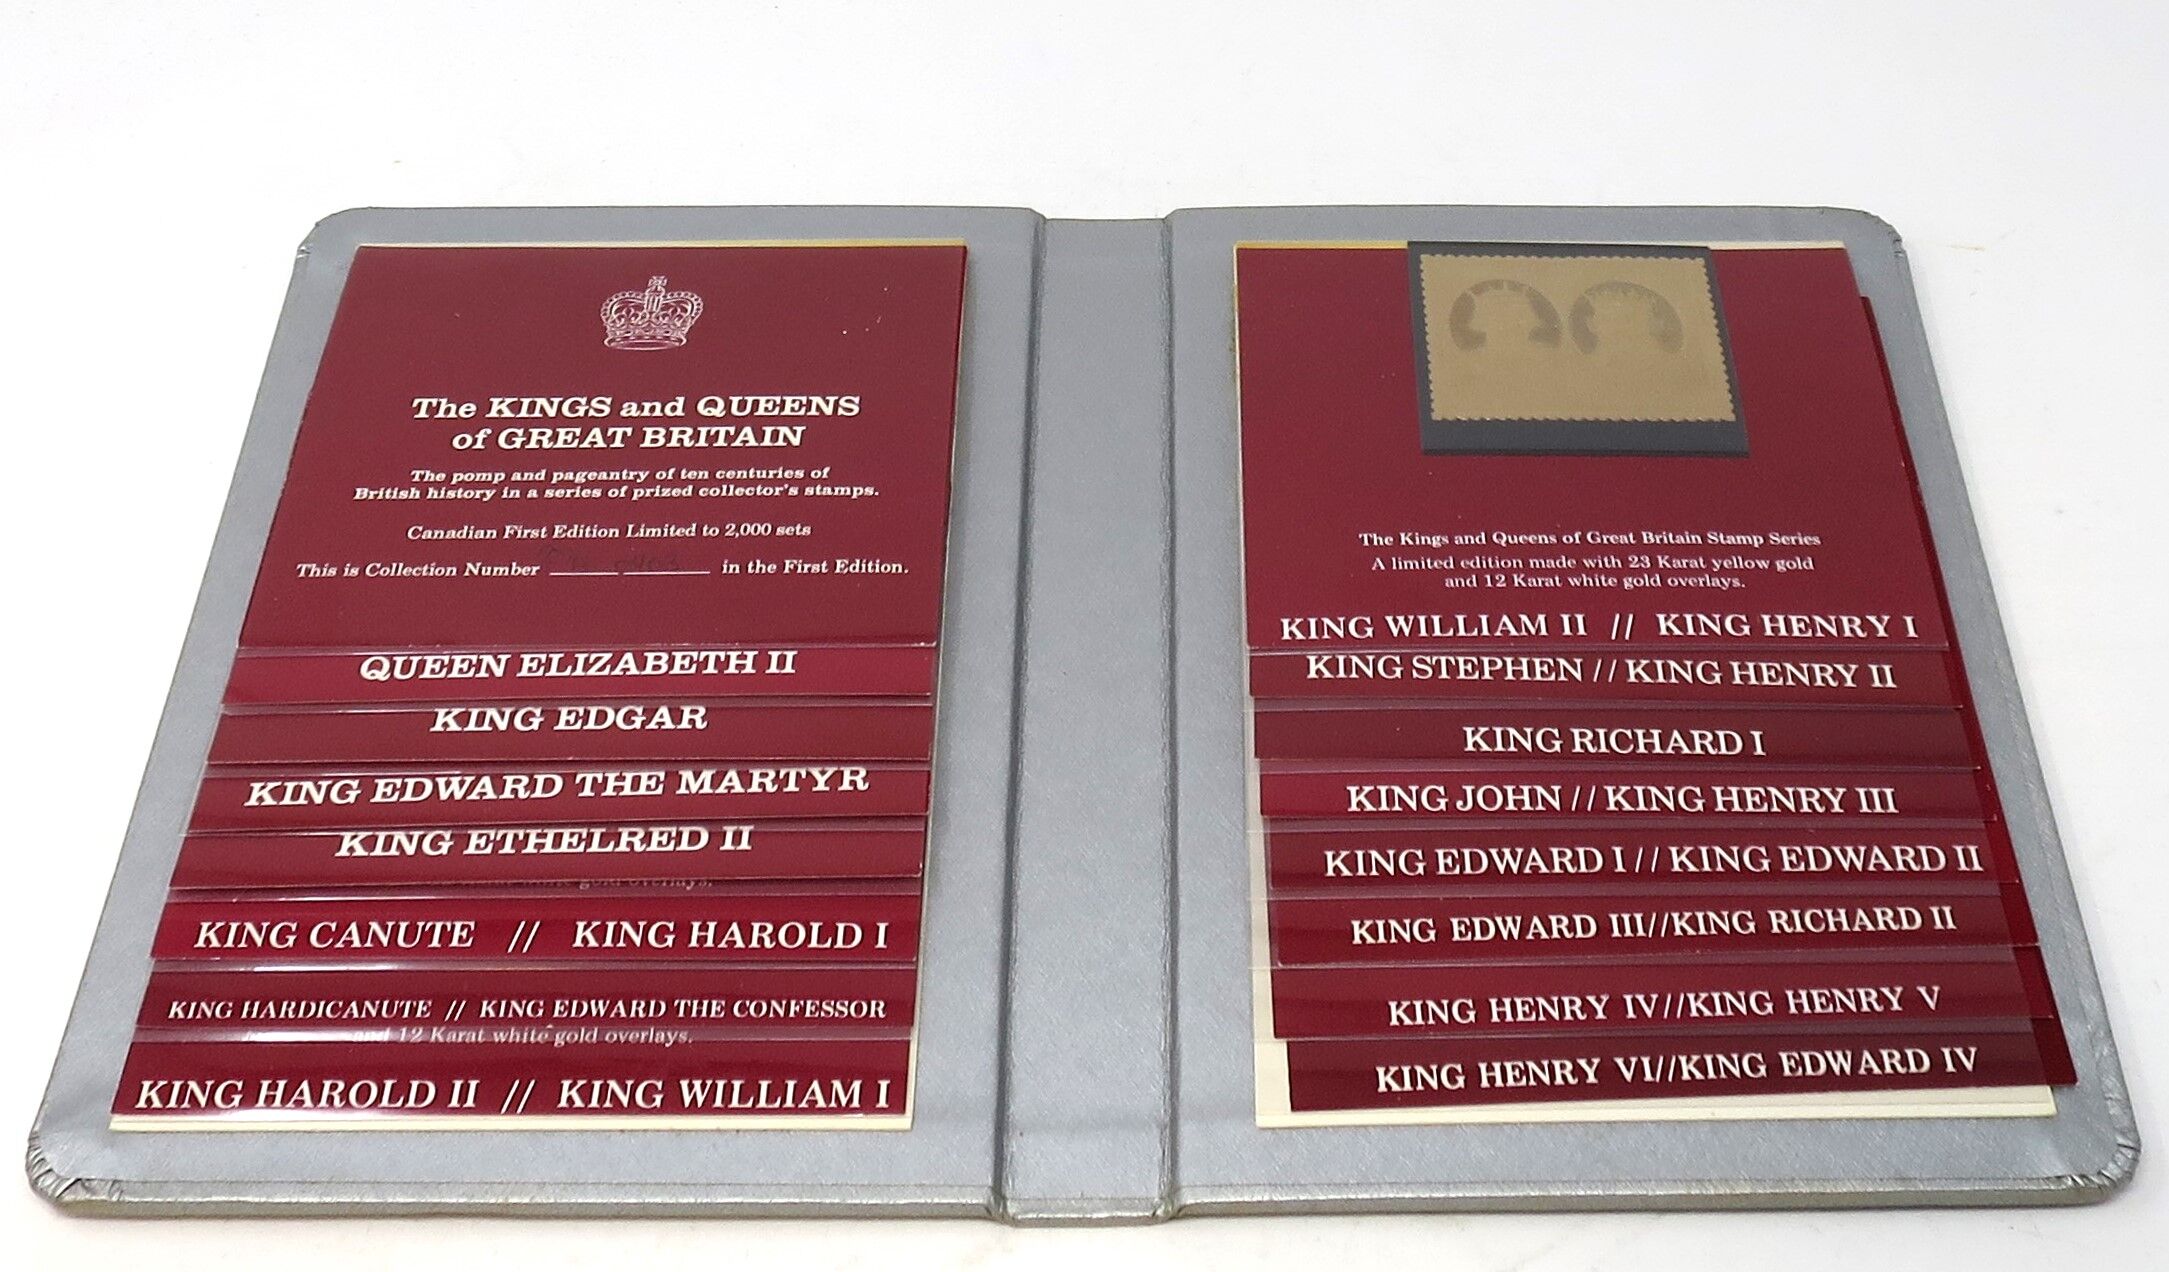 The KINGS and QUEENS
of GREAT BRITAIN
The pomp and pageantry of ten centuries of
British history in a series of prized collector's stamps.
Canadian First Edition Limited to 2,000 sets
This is Collection Number in the First Edition.
QUEEN ELIZABETH II
KING EDGAR
KING EDWARD THE MARTYR
KING ETHELRED II
white gold overlays.
KING CANUTE // KING HAROLD I
KING HARDICANUTE // KING EDWARD THE CONFESSOR
and 12 Karat white gold overlays.
KING HAROLD II // KING WILLIAM I
The Kings and Queens of Great Britain Stamp Series
A limited edition made with 23 Karat yellow gold
and 12 Karat white gold overlays.
KING WILLIAM II // KING HENRY I
KING STEPHEN // KING HENRY II
KING RICHARD I
KING JOHN // KING HENRY III
KING EDWARD I // KING EDWARD II
KING EDWARD III//KING RICHARD II
KING HENRY IV//KING HENRY V
KING HENRY VI//KING EDWARD IV